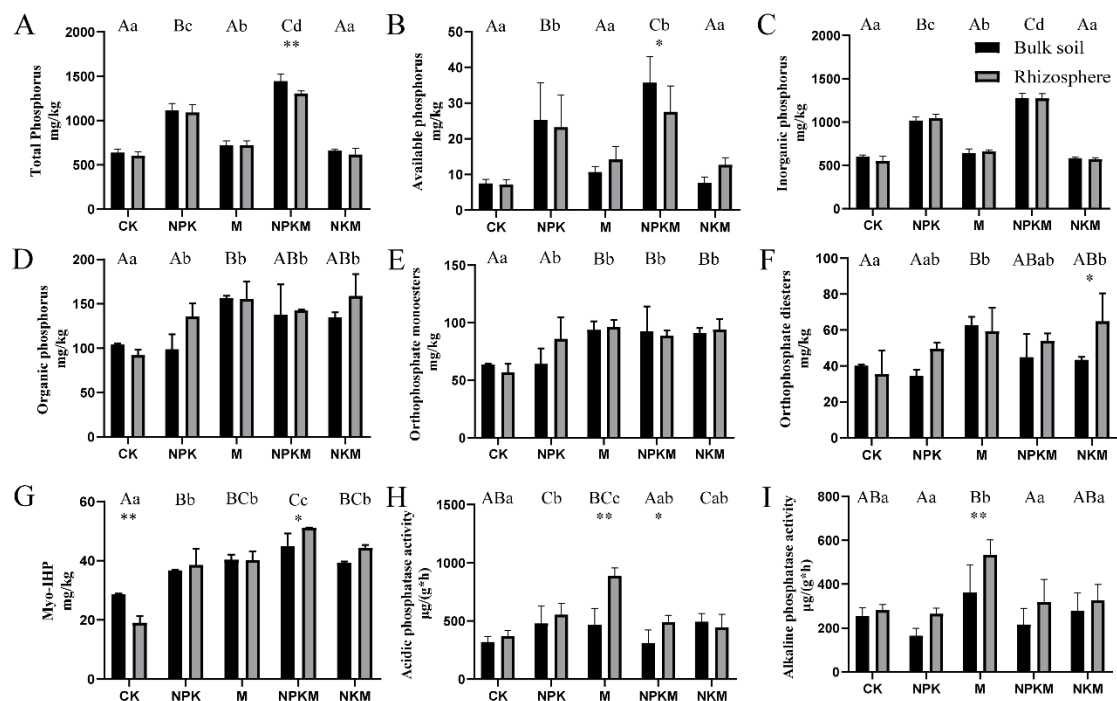 A
Aa Bc Ab Cd Aa
**
Total Phosphorus
mg/kg
2000
1500
1000
500
0
CK NPK M NPKM NKM
B
Aa Bb Aa Cb Aa
*
Available phosphorus
mg/kg
50
40
30
20
10
0
CK NPK M NPKM NKM
C
Aa Bc Ab Cd Aa
Bulk soil
Rhizosphere
Inorganic phosphorus
mg/kg
2000
1500
1000
500
0
CK NPK M NPKM NKM
D
Aa Ab Bb ABb ABb
Organic phosphorus
mg/kg
200
150
100
50
0
CK NPK M NPKM NKM
E
Aa Ab Bb Bb Bb
Orthophosphate monoesters
mg/kg
150
100
50
0
CK NPK M NPKM NKM
F
Aa Aab Bb ABab ABb
*
Orthophosphate diesters
mg/kg
100
80
60
40
20
0
CK NPK M NPKM NKM
G
Aa Bb BCb Cc BCb
** *
Myo-IHP
mg/kg
60
40
20
0
CK NPK M NPKM NKM
H
ABa Cb BCc Aab Cab
** *
Acidic phosphatase activity
μg/(g*h)
1500
1000
500
0
CK NPK M NPKM NKM
I
ABa Aa Bb Aa ABa
**
Alkaline phosphatase activity
μg/(g*h)
800
600
400
200
0
CK NPK M NPKM NKM